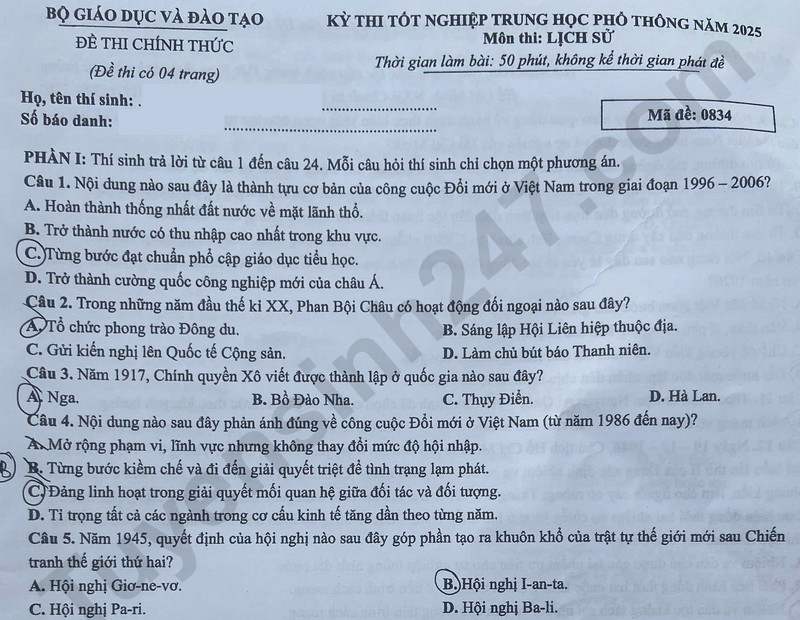 BỘ GIÁO DỤC VÀ ĐÀO TẠO
ĐỀ THI CHÍNH THỨC
(Đề thi có 04 trang)
KỲ THI TỐT NGHIỆP TRUNG HỌC PHỔ THÔNG NĂM 2025
Môn thi: LỊCH SỬ
Thời gian làm bài: 50 phút, không kể thời gian phát đề
Họ, tên thí sinh: .
Số báo danh:
Mã đề: 0834
PHẦN I: Thí sinh trả lời từ câu 1 đến câu 24. Mỗi câu hỏi thí sinh chỉ chọn một phương án.
Câu 1. Nội dung nào sau đây là thành tựu cơ bản của công cuộc Đổi mới ở Việt Nam trong giai đoạn 1996 – 2006?
A. Hoàn thành thống nhất đất nước về mặt lãnh thổ.
B. Trở thành nước có thu nhập cao nhất trong khu vực.
C. Từng bước đạt chuẩn phổ cập giáo dục tiểu học.
D. Trở thành cường quốc công nghiệp mới của châu Á.
Câu 2. Trong những năm đầu thế kỉ XX, Phan Bội Châu có hoạt động đối ngoại nào sau đây?
A. Tổ chức phong trào Đông du. B. Sáng lập Hội Liên hiệp thuộc địa.
C. Gửi kiến nghị lên Quốc tế Cộng sản. D. Làm chủ bút báo Thanh niên.
Câu 3. Năm 1917, Chính quyền Xô viết được thành lập ở quốc gia nào sau đây?
A. Nga. B. Bồ Đào Nha. C. Thụy Điển. D. Hà Lan.
Câu 4. Nội dung nào sau đây phản ánh đúng về công cuộc Đổi mới ở Việt Nam (từ năm 1986 đến nay)?
A. Mở rộng phạm vi, lĩnh vực nhưng không thay đổi mức độ hội nhập.
B B. Từng bước kiềm chế và đi đến giải quyết triệt để tình trạng lạm phát.
C. Đảng linh hoạt trong giải quyết mối quan hệ giữa đối tác và đối tượng.
D. Tỉ trọng tất cả các ngành trong cơ cấu kinh tế tăng dần theo từng năm.
Câu 5. Năm 1945, quyết định của hội nghị nào sau đây góp phần tạo ra khuôn khổ của trật tự thế giới mới sau Chiến
tranh thế giới thứ hai?
A. Hội nghị Giơ-ne-vơ. B. Hội nghị I-an-ta.
C. Hội nghị Pa-ri. D. Hội nghị Ba-li.
Tuyensinh247.com